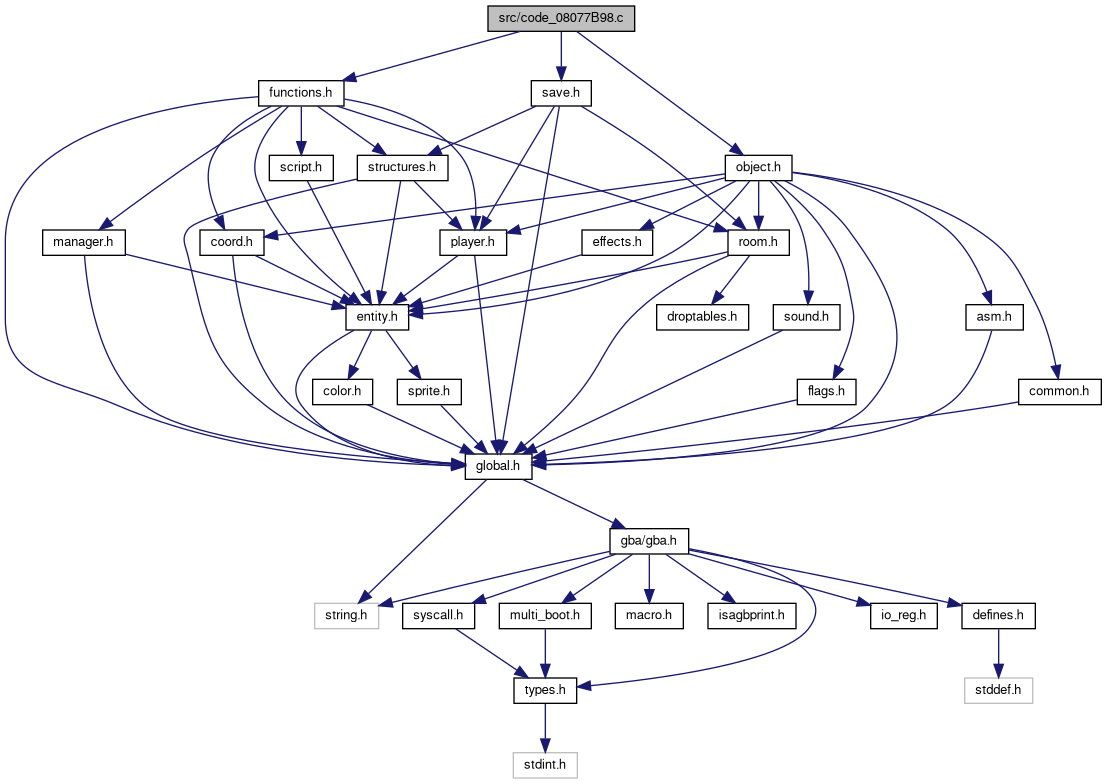 src/code_08077B98.c
functions.h
save.h
script.h
structures.h
object.h
manager.h
coord.h
player.h
effects.h
room.h
entity.h
droptables.h
sound.h
asm.h
color.h
sprite.h
flags.h
common.h
global.h
gba/gba.h
string.h
syscall.h
multi_boot.h
macro.h
isagbprint.h
io_reg.h
defines.h
types.h
stddef.h
stdint.h